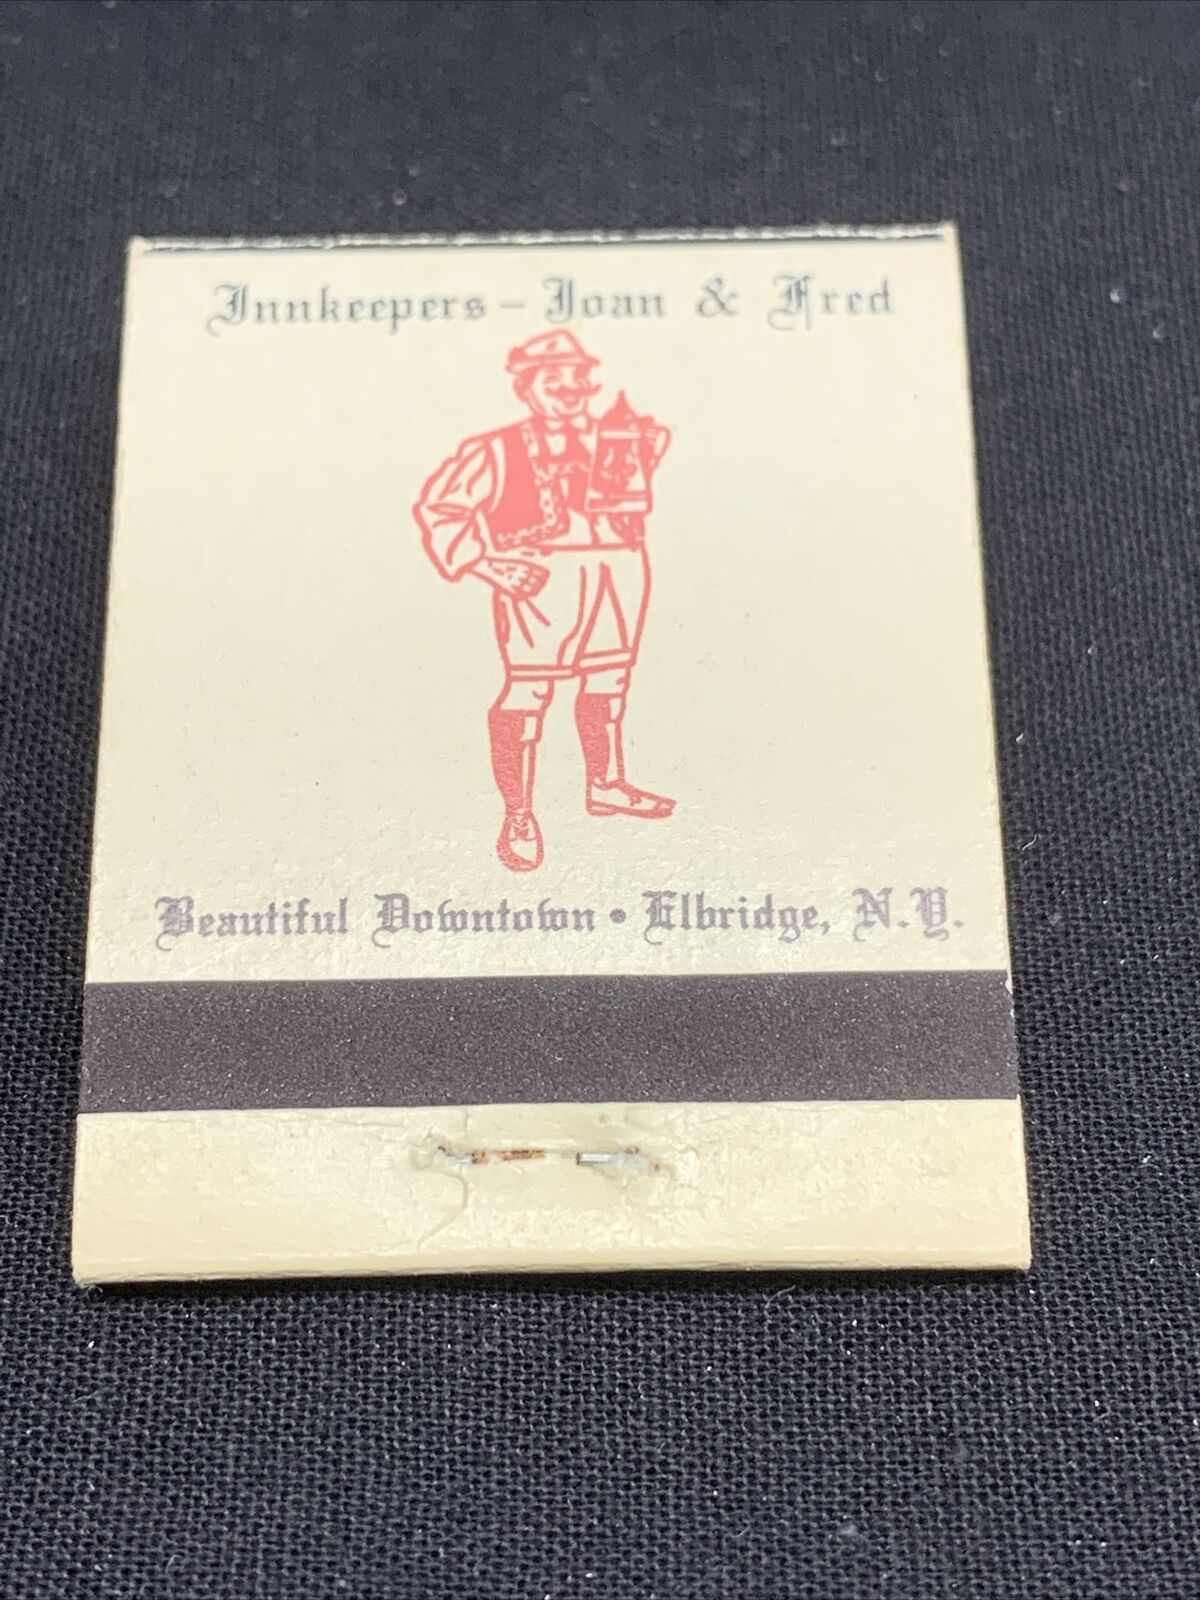 Innkeepers - Joan & Fred
Beautiful Downtown • Elbridge, N.Y.